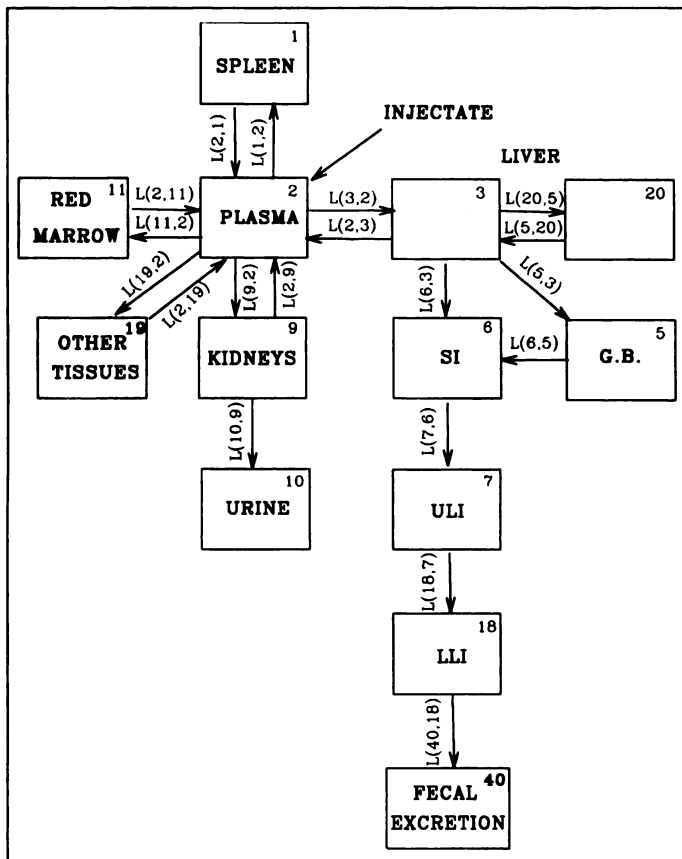 1
SPLEEN
L(2,1)
L(1,2)
INJECTATE
LIVER
11
RED
MARROW
L(2,11)
L(11,2)
2
PLASMA
L(3,2)
L(2,3)
3
L(20,5)
L(5,20)
20
L(19,2)
L(2,19)
L(9.2)
L(2,9)
L(6,3)
L(5,3)
19
OTHER
TISSUES
9
KIDNEYS
6
SI
L(6,5)
5
G.B.
L(10,9)
L(7,6)
10
URINE
7
ULI
L(18,7)
18
LLI
L(40,18)
40
FECAL
EXCRETION